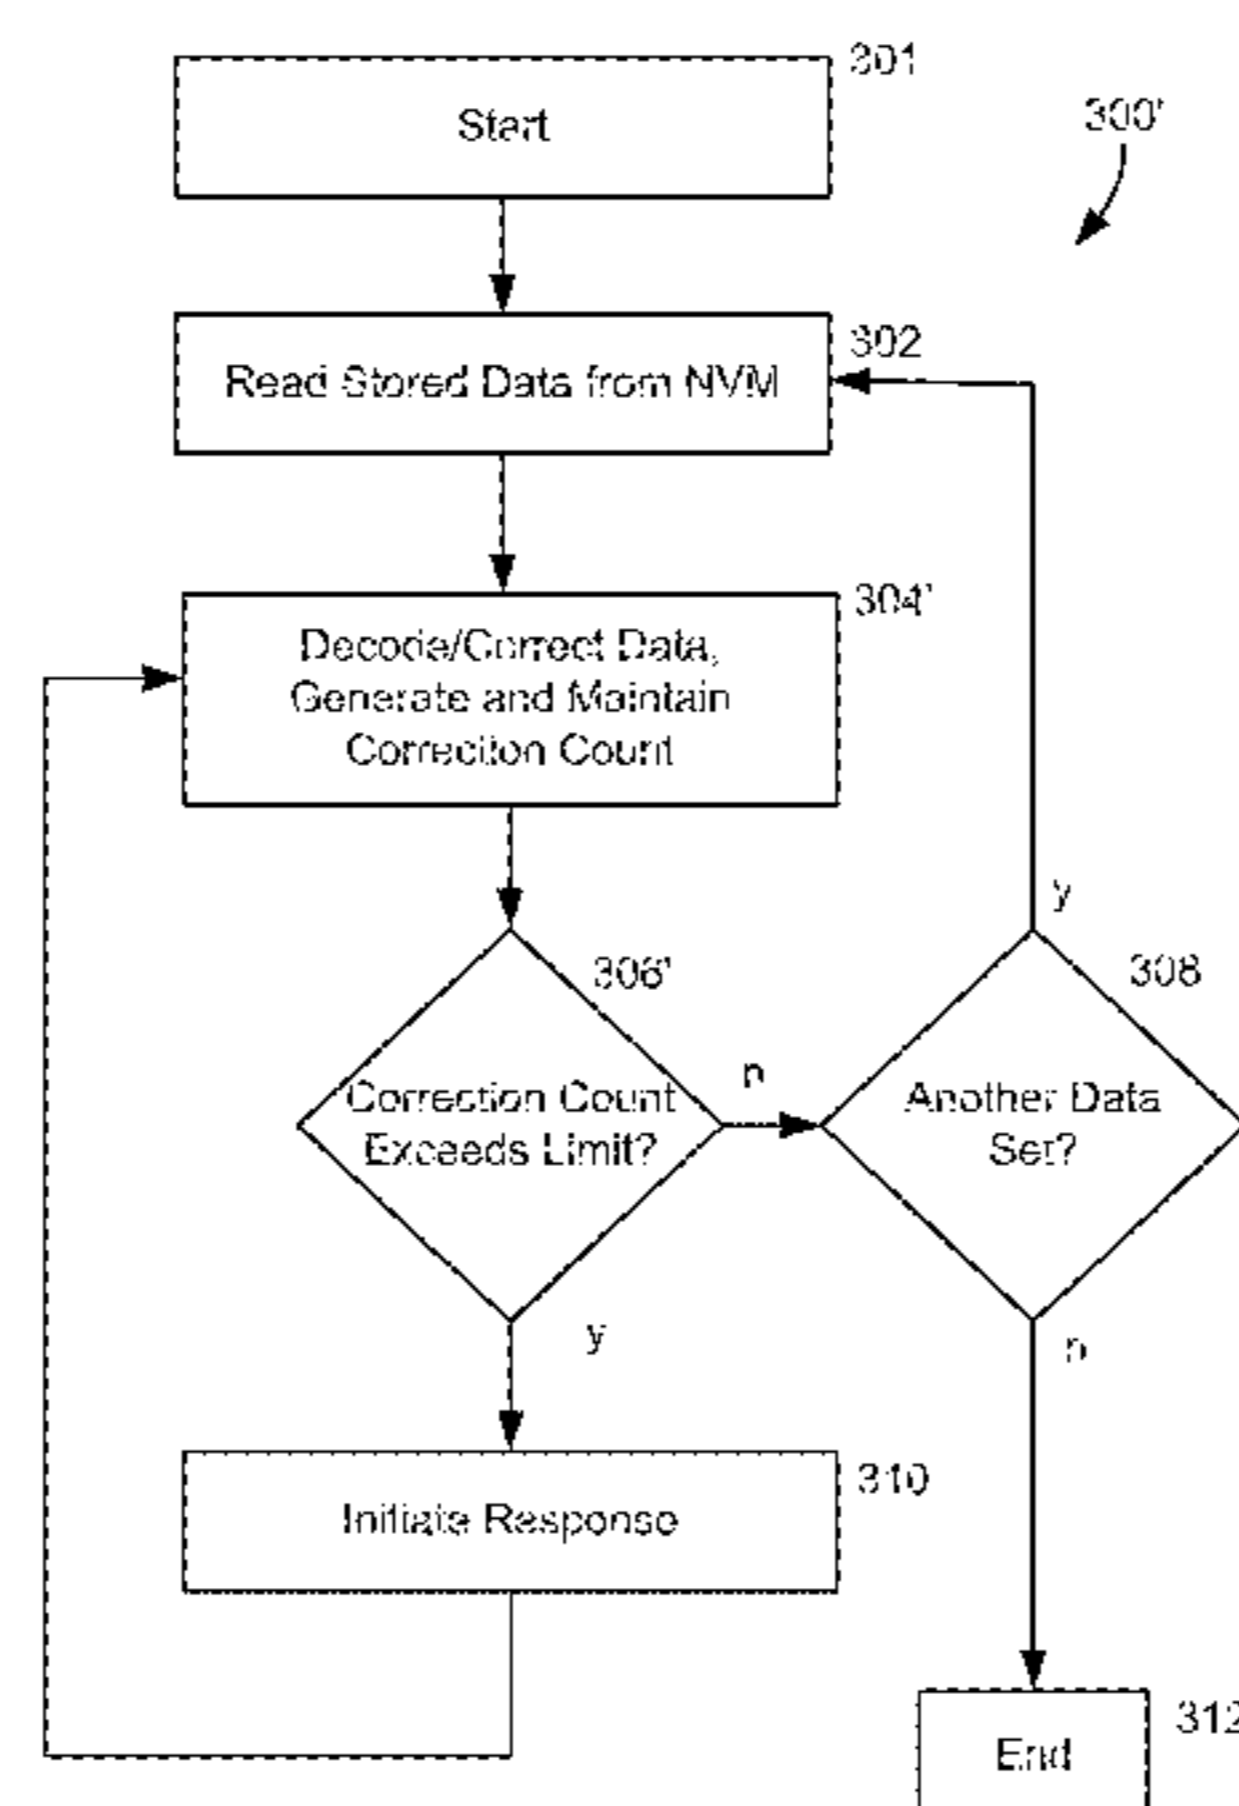 301
Start
300'
302
Read Stored Data from NVM
304'
Decode/Correct Data,
Generate and Maintain
Correction Count
y
306'
308
n
Correction Count
Exceeds Limit?
Another Data
Set?
y
n
310
Initiate Response
312
End